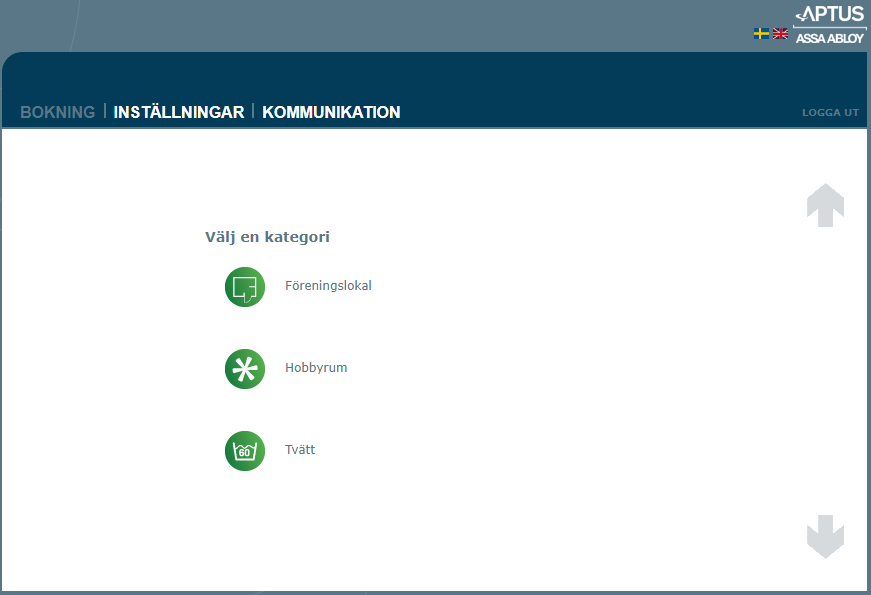 APTUS
ASSA ABLOY
BOKNING | INSTÄLLNINGAR | KOMMUNIKATION
LOGGA UT
Välj en kategori
Föreningslokal
Hobbyrum
60
Tvätt